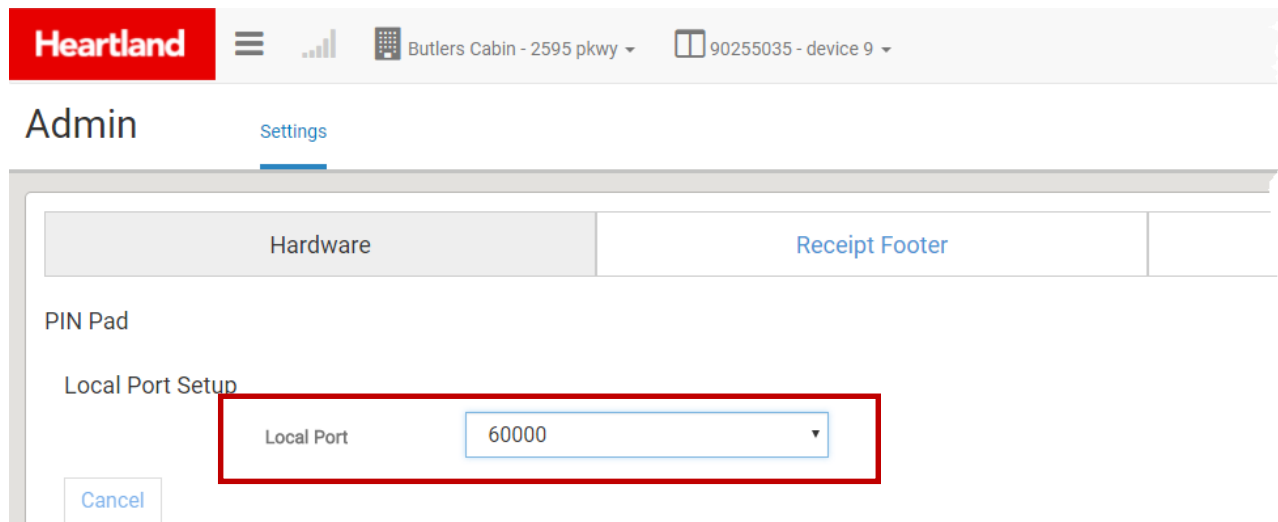 Heartland Butlers Cabin - 2595 pkwy 90255035 - device 9
Admin Settings
Hardware Receipt Footer
PIN Pad
Local Port Setup
Local Port 60000
Cancel